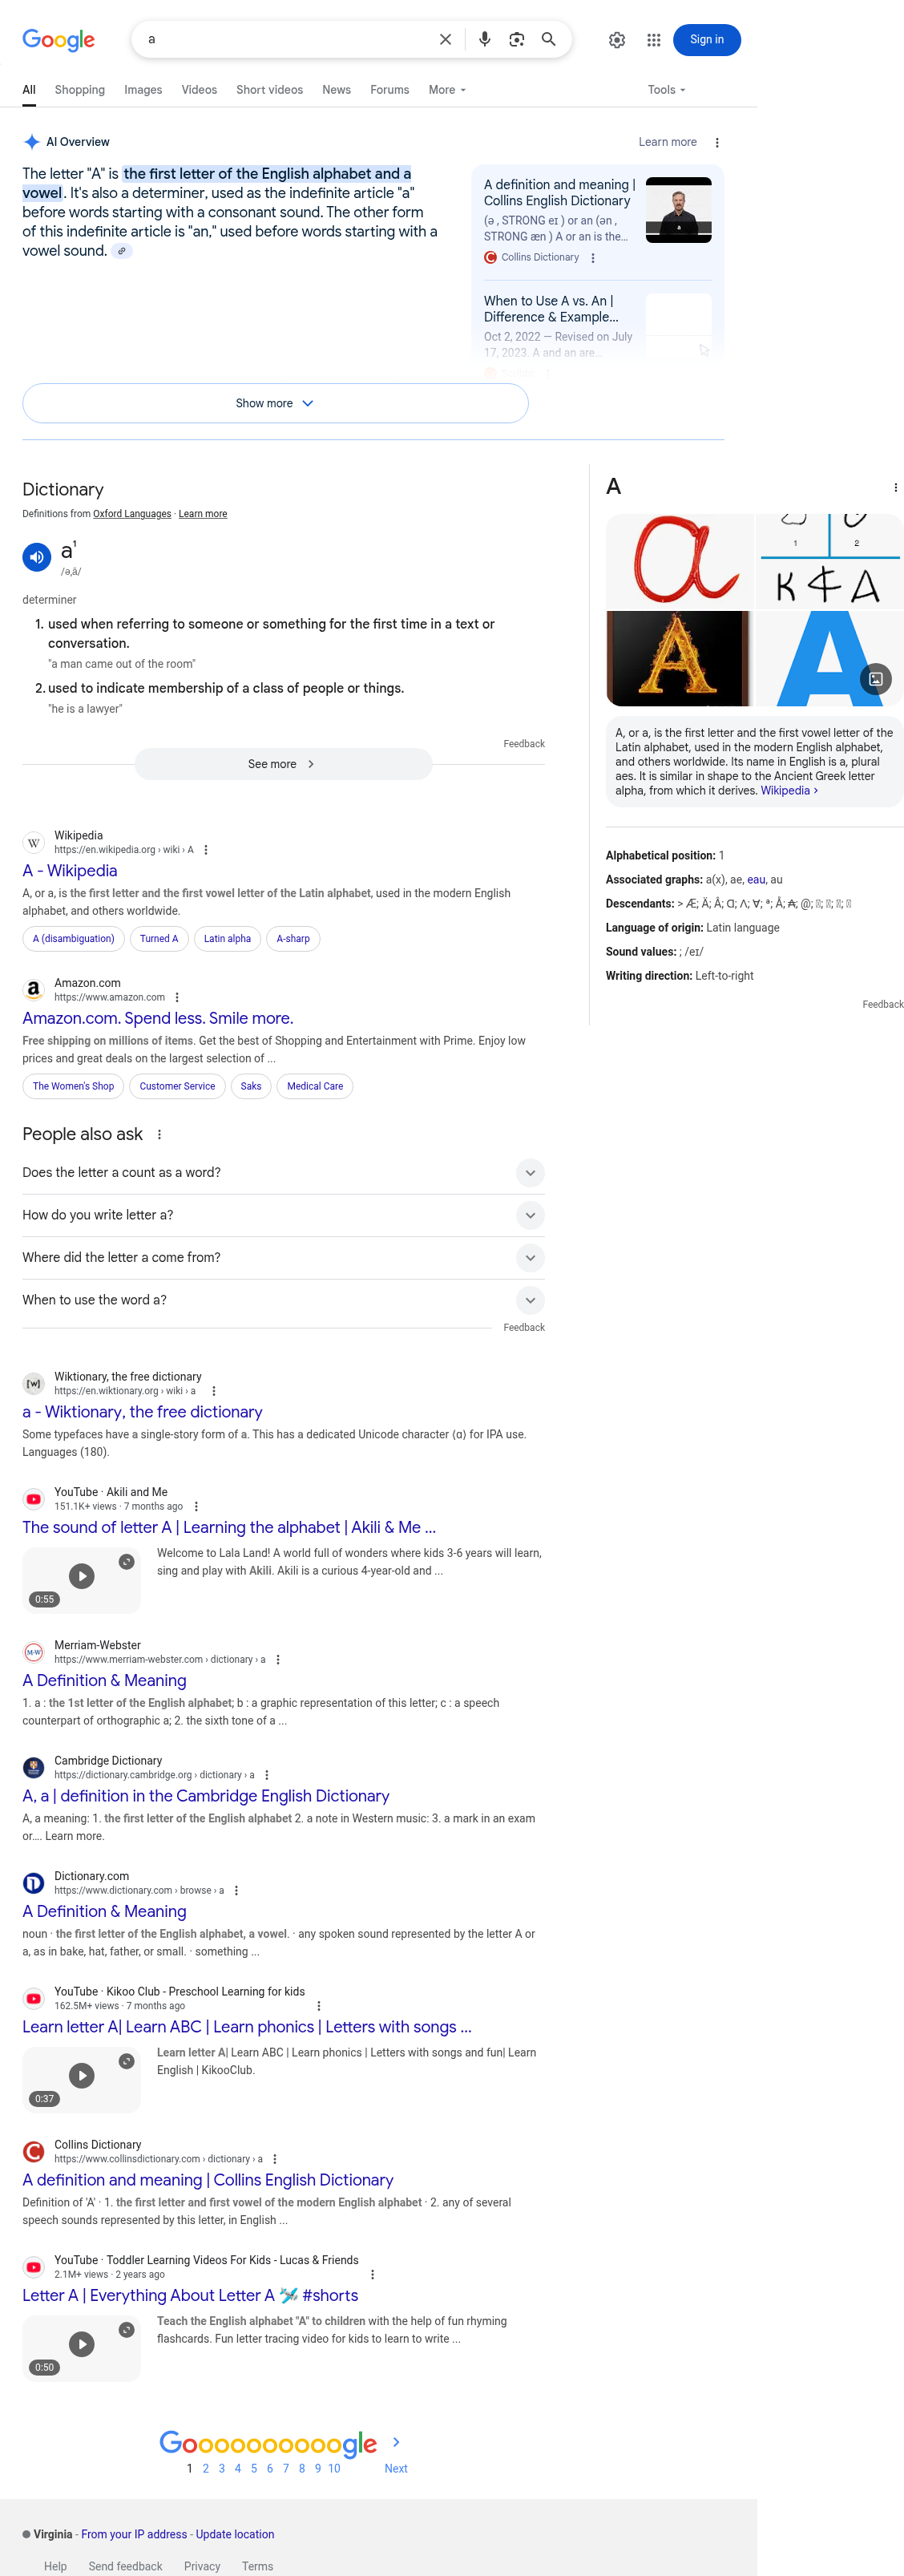 Google
a
Sign in
All Shopping Images Videos Short videos News Forums More Tools
AI Overview
Learn more
The letter "A" is the first letter of the English alphabet and a
vowel. It's also a determiner, used as the indefinite article "a"
before words starting with a consonant sound. The other form
of this indefinite article is "an," used before words starting with a
vowel sound.
A definition and meaning |
Collins English Dictionary
(ə , STRONG eɪ ) or an (ən ,
STRONG æn ) A or an is the...
Collins Dictionary
When to Use A vs. An |
Difference & Example...
Oct 2, 2022 — Revised on July
17, 2023. A and an are...
Show more
Dictionary
Definitions from Oxford Languages · Learn more
a¹
/ə,ā/
determiner
1. used when referring to someone or something for the first time in a text or
conversation.
"a man came out of the room"
2. used to indicate membership of a class of people or things.
"he is a lawyer"
Feedback
See more
A
1 2
A, or a, is the first letter and the first vowel letter of the
Latin alphabet, used in the modern English alphabet,
and others worldwide. Its name in English is a, plural
aes. It is similar in shape to the Ancient Greek letter
alpha, from which it derives. Wikipedia
Alphabetical position: 1
Associated graphs: a(x), ae, eau, au
Descendants: > Æ; Ä; Â; Ɑ; Λ; Ɐ; ª; Å; ₳; @;
Language of origin: Latin language
Sound values: ; /eɪ/
Writing direction: Left-to-right
Feedback
Wikipedia
https://en.wikipedia.org › wiki › A
A - Wikipedia
A, or a, is the first letter and the first vowel letter of the Latin alphabet, used in the modern English
alphabet, and others worldwide.
A (disambiguation) Turned A Latin alpha A-sharp
Amazon.com
https://www.amazon.com
Amazon.com. Spend less. Smile more.
Free shipping on millions of items. Get the best of Shopping and Entertainment with Prime. Enjoy low
prices and great deals on the largest selection of ...
The Women's Shop Customer Service Saks Medical Care
People also ask
Does the letter a count as a word?
How do you write letter a?
Where did the letter a come from?
When to use the word a?
Feedback
Wiktionary, the free dictionary
https://en.wiktionary.org › wiki › a
a - Wiktionary, the free dictionary
Some typefaces have a single-story form of a. This has a dedicated Unicode character ⟨ɑ⟩ for IPA use.
Languages (180).
YouTube · Akili and Me
151.1K+ views · 7 months ago
The sound of letter A | Learning the alphabet | Akili & Me ...
Welcome to Lala Land! A world full of wonders where kids 3-6 years will learn,
sing and play with Akili. Akili is a curious 4-year-old and ...
0:55
Merriam-Webster
https://www.merriam-webster.com › dictionary › a
A Definition & Meaning
1. a : the 1st letter of the English alphabet; b : a graphic representation of this letter; c : a speech
counterpart of orthographic a; 2. the sixth tone of a ...
Cambridge Dictionary
https://dictionary.cambridge.org › dictionary › a
A, a | definition in the Cambridge English Dictionary
A, a meaning: 1. the first letter of the English alphabet 2. a note in Western music: 3. a mark in an exam
or.... Learn more.
Dictionary.com
https://www.dictionary.com › browse › a
A Definition & Meaning
noun · the first letter of the English alphabet, a vowel. · any spoken sound represented by the letter A or
a, as in bake, hat, father, or small. · something ...
YouTube · Kikoo Club - Preschool Learning for kids
162.5M+ views · 7 months ago
Learn letter A| Learn ABC | Learn phonics | Letters with songs ...
Learn letter A| Learn ABC | Learn phonics | Letters with songs and fun| Learn
English | KikooClub.
0:37
Collins Dictionary
https://www.collinsdictionary.com › dictionary › a
A definition and meaning | Collins English Dictionary
Definition of 'A' · 1. the first letter and first vowel of the modern English alphabet · 2. any of several
speech sounds represented by this letter, in English ...
YouTube · Toddler Learning Videos For Kids - Lucas & Friends
2.1M+ views · 2 years ago
Letter A | Everything About Letter A 🛩️ #shorts
Teach the English alphabet "A" to children with the help of fun rhyming
flashcards. Fun letter tracing video for kids to learn to write ...
0:50
Goooooooooogle
1 2 3 4 5 6 7 8 9 10 Next
Virginia - From your IP address - Update location
Help Send feedback Privacy Terms